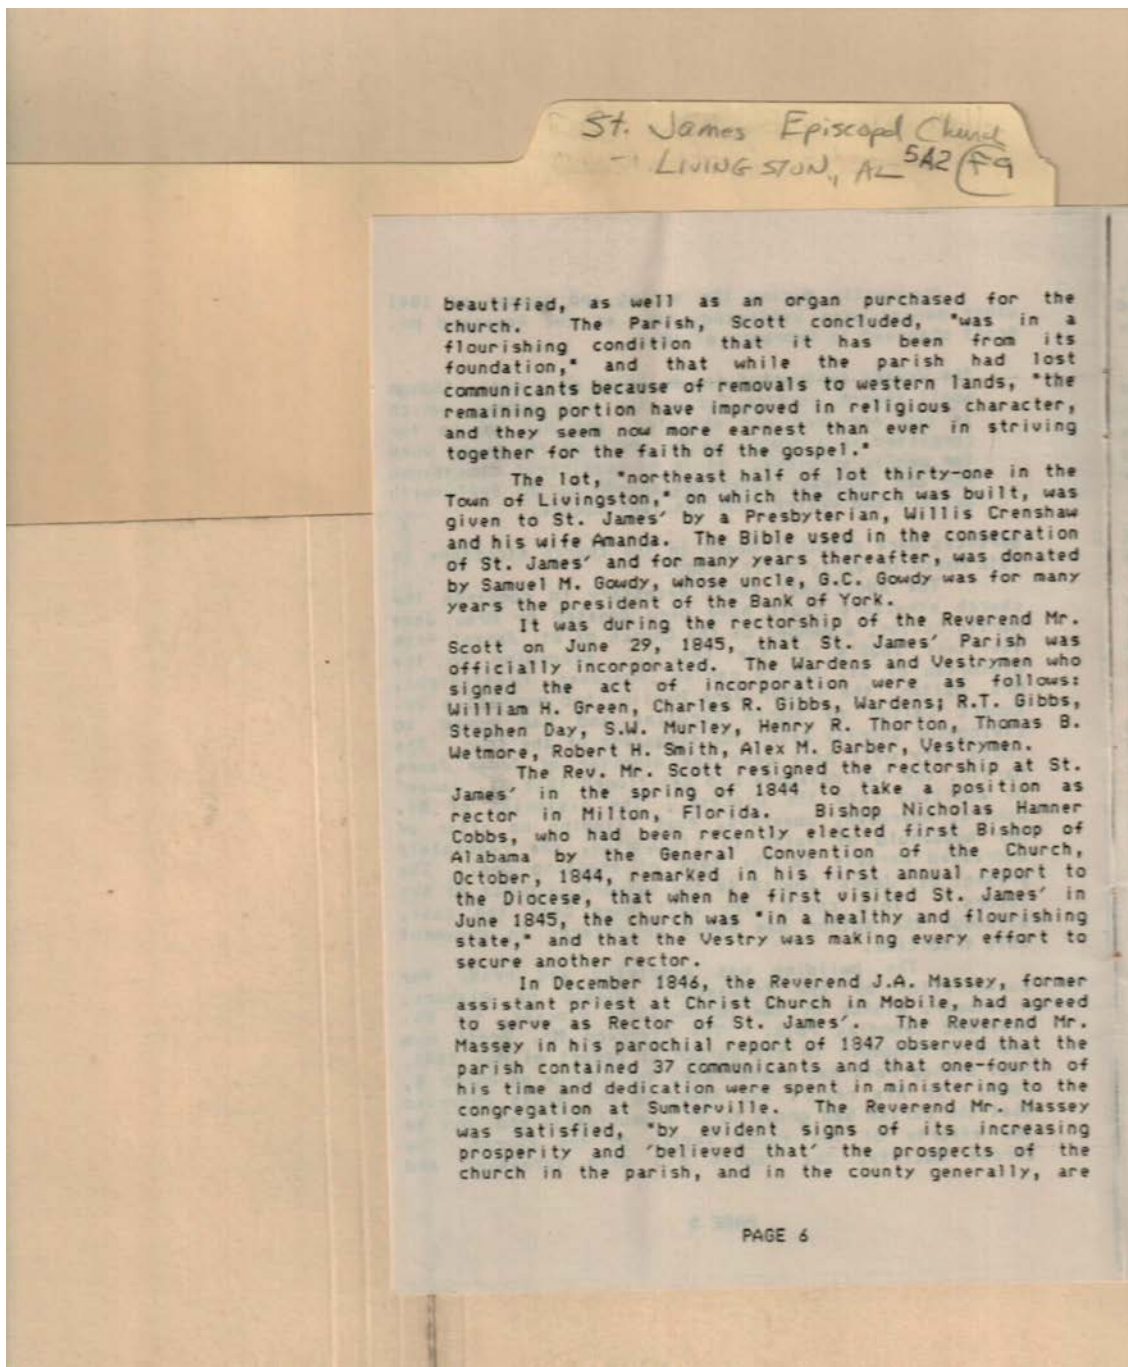 St. James Episcopal Church
LIVINGSTON, AL 5A2 F9
beautified, as well as an organ purchased for the
church. The Parish, Scott concluded, "was in a
flourishing condition that it has been from its
foundation," and that while the parish had lost
communicants because of removals to western lands, "the
remaining portion have improved in religious character,
and they seem now more earnest than ever in striving
together for the faith of the gospel."
The lot, "northeast half of lot thirty-one in the
Town of Livingston," on which the church was built, was
given to St. James' by a Presbyterian, Willis Crenshaw
and his wife Amanda. The Bible used in the consecration
of St. James' and for many years thereafter, was donated
by Samuel M. Gowdy, whose uncle, G.C. Gowdy was for many
years the president of the Bank of York.
It was during the rectorship of the Reverend Mr.
Scott on June 29, 1845, that St. James' Parish was
officially incorporated. The Wardens and Vestrymen who
signed the act of incorporation were as follows:
William H. Green, Charles R. Gibbs, Wardens; R.T. Gibbs,
Stephen Day, S.W. Murley, Henry R. Thorton, Thomas B.
Wetmore, Robert H. Smith, Alex M. Garber, Vestrymen.
The Rev. Mr. Scott resigned the rectorship at St.
James' in the spring of 1844 to take a position as
rector in Milton, Florida. Bishop Nicholas Hamner
Cobbs, who had been recently elected first Bishop of
Alabama by the General Convention of the Church,
October, 1844, remarked in his first annual report to
the Diocese, that when he first visited St. James' in
June 1845, the church was "in a healthy and flourishing
state," and that the Vestry was making every effort to
secure another rector.
In December 1846, the Reverend J.A. Massey, former
assistant priest at Christ Church in Mobile, had agreed
to serve as Rector of St. James'. The Reverend Mr.
Massey in his parochial report of 1847 observed that the
parish contained 37 communicants and that one-fourth of
his time and dedication were spent in ministering to the
congregation at Sumterville. The Reverend Mr. Massey
was satisfied, "by evident signs of its increasing
prosperity and 'believed that' the prospects of the
church in the parish, and in the county generally, are
PAGE 6